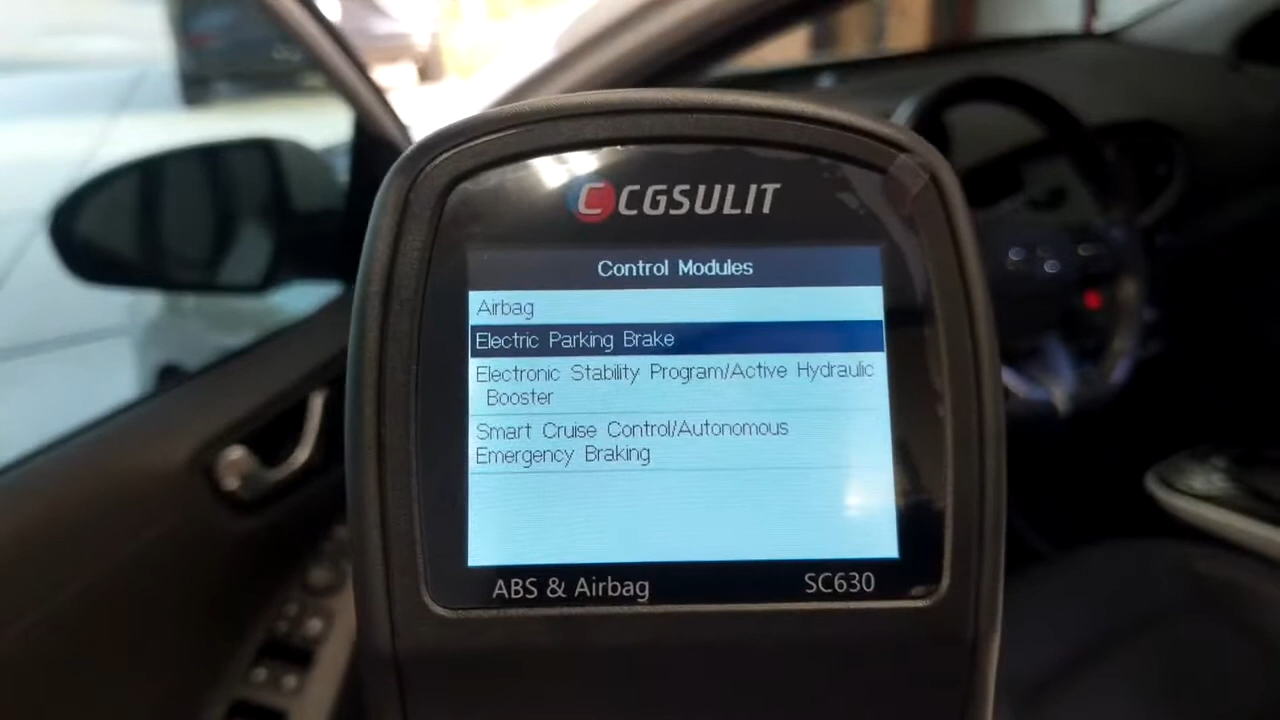 CGSULIT
Control Modules
Airbag
Electric Parking Brake
Electronic Stability Program/Active Hydraulic
Booster
Smart Cruise Control/Autonomous
Emergency Braking
ABS & Airbag SC630